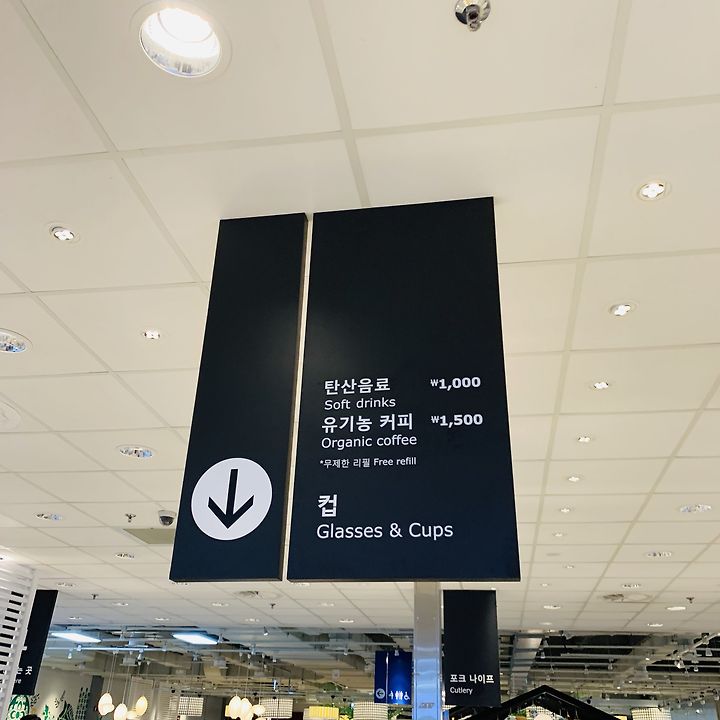 탄산음료 ₩1,000
Soft drinks
유기농 커피 ₩1,500
Organic coffee
*무제한 리필 Free refill
컵
Glasses & Cups
포크 나이프
Cutlery